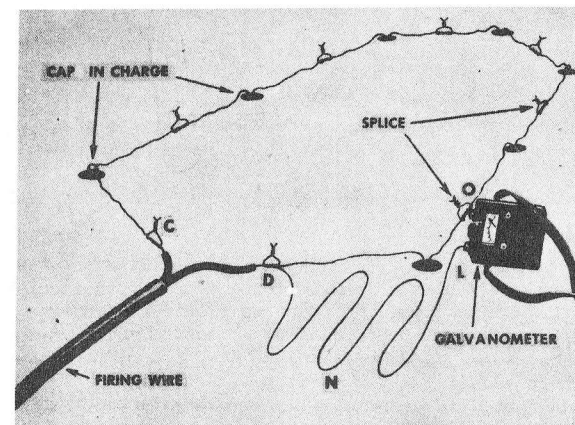 CAP IN CHARGE
SPLICE
O
C
D
L
GALVANOMETER
FIRING WIRE
N